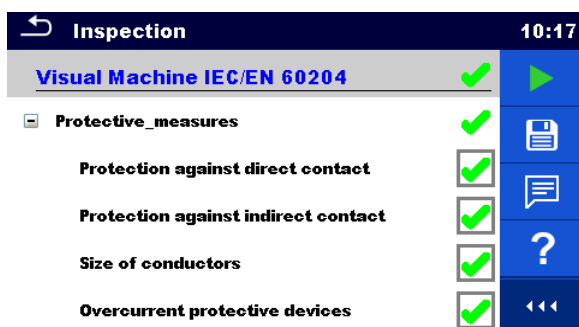 Inspection 10:17
Visual Machine IEC/EN 60204
Protective_measures
Protection against direct contact
Protection against indirect contact
Size of conductors
?
Overcurrent protective devices